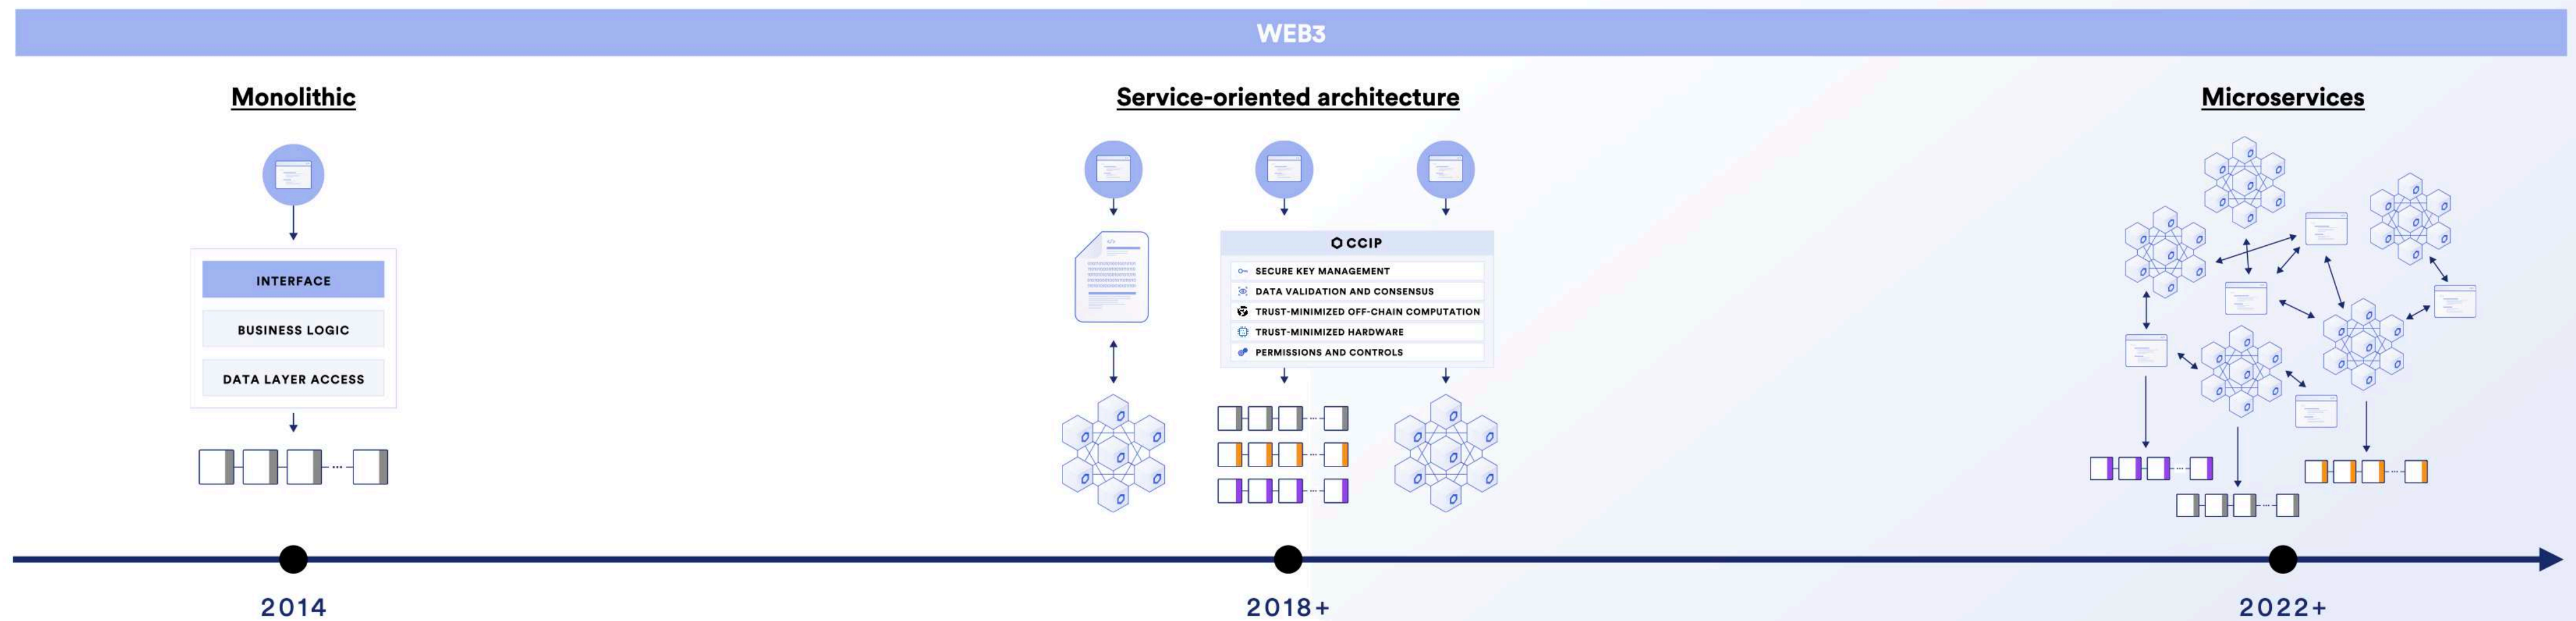 WEB3
Monolithic
INTERFACE
BUSINESS LOGIC
DATA LAYER ACCESS
...
Service-oriented architecture
</>
CCIP
SECURE KEY MANAGEMENT
DATA VALIDATION AND CONSENSUS
TRUST-MINIMIZED OFF-CHAIN COMPUTATION
TRUST-MINIMIZED HARDWARE
PERMISSIONS AND CONTROLS
...
...
...
Microservices
...
...
...
2014
2018+
2022+